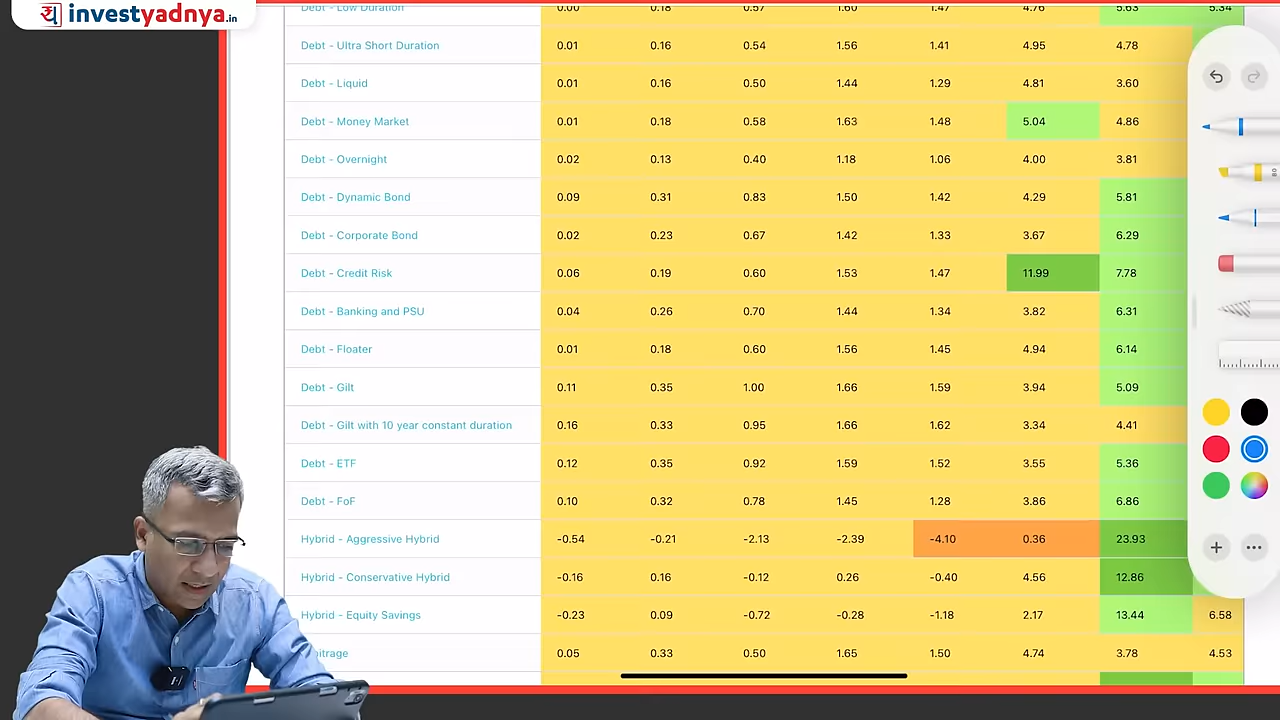 य investyadnya.in
Debt - Low Duration 0.00 0.18 0.57 1.60 1.47 4.76 5.63 5.34
Debt - Ultra Short Duration 0.01 0.16 0.54 1.56 1.41 4.95 4.78
Debt - Liquid 0.01 0.16 0.50 1.44 1.29 4.81 3.60
Debt - Money Market 0.01 0.18 0.58 1.63 1.48 5.04 4.86
Debt - Overnight 0.02 0.13 0.40 1.18 1.06 4.00 3.81
Debt - Dynamic Bond 0.09 0.31 0.83 1.50 1.42 4.29 5.81
Debt - Corporate Bond 0.02 0.23 0.67 1.42 1.33 3.67 6.29
Debt - Credit Risk 0.06 0.19 0.60 1.53 1.47 11.99 7.78
Debt - Banking and PSU 0.04 0.26 0.70 1.44 1.34 3.82 6.31
Debt - Floater 0.01 0.18 0.60 1.56 1.45 4.94 6.14
Debt - Gilt 0.11 0.35 1.00 1.66 1.59 3.94 5.09
Debt - Gilt with 10 year constant duration 0.16 0.33 0.95 1.66 1.62 3.34 4.41
Debt - ETF 0.12 0.35 0.92 1.59 1.52 3.55 5.36
Debt - FoF 0.10 0.32 0.78 1.45 1.28 3.86 6.86
Hybrid - Aggressive Hybrid -0.54 -0.21 -2.13 -2.39 -4.10 0.36 23.93
Hybrid - Conservative Hybrid -0.16 0.16 -0.12 0.26 -0.40 4.56 12.86
Hybrid - Equity Savings -0.23 0.09 -0.72 -0.28 -1.18 2.17 13.44 6.58
bitrage 0.05 0.33 0.50 1.65 1.50 4.74 3.78 4.53